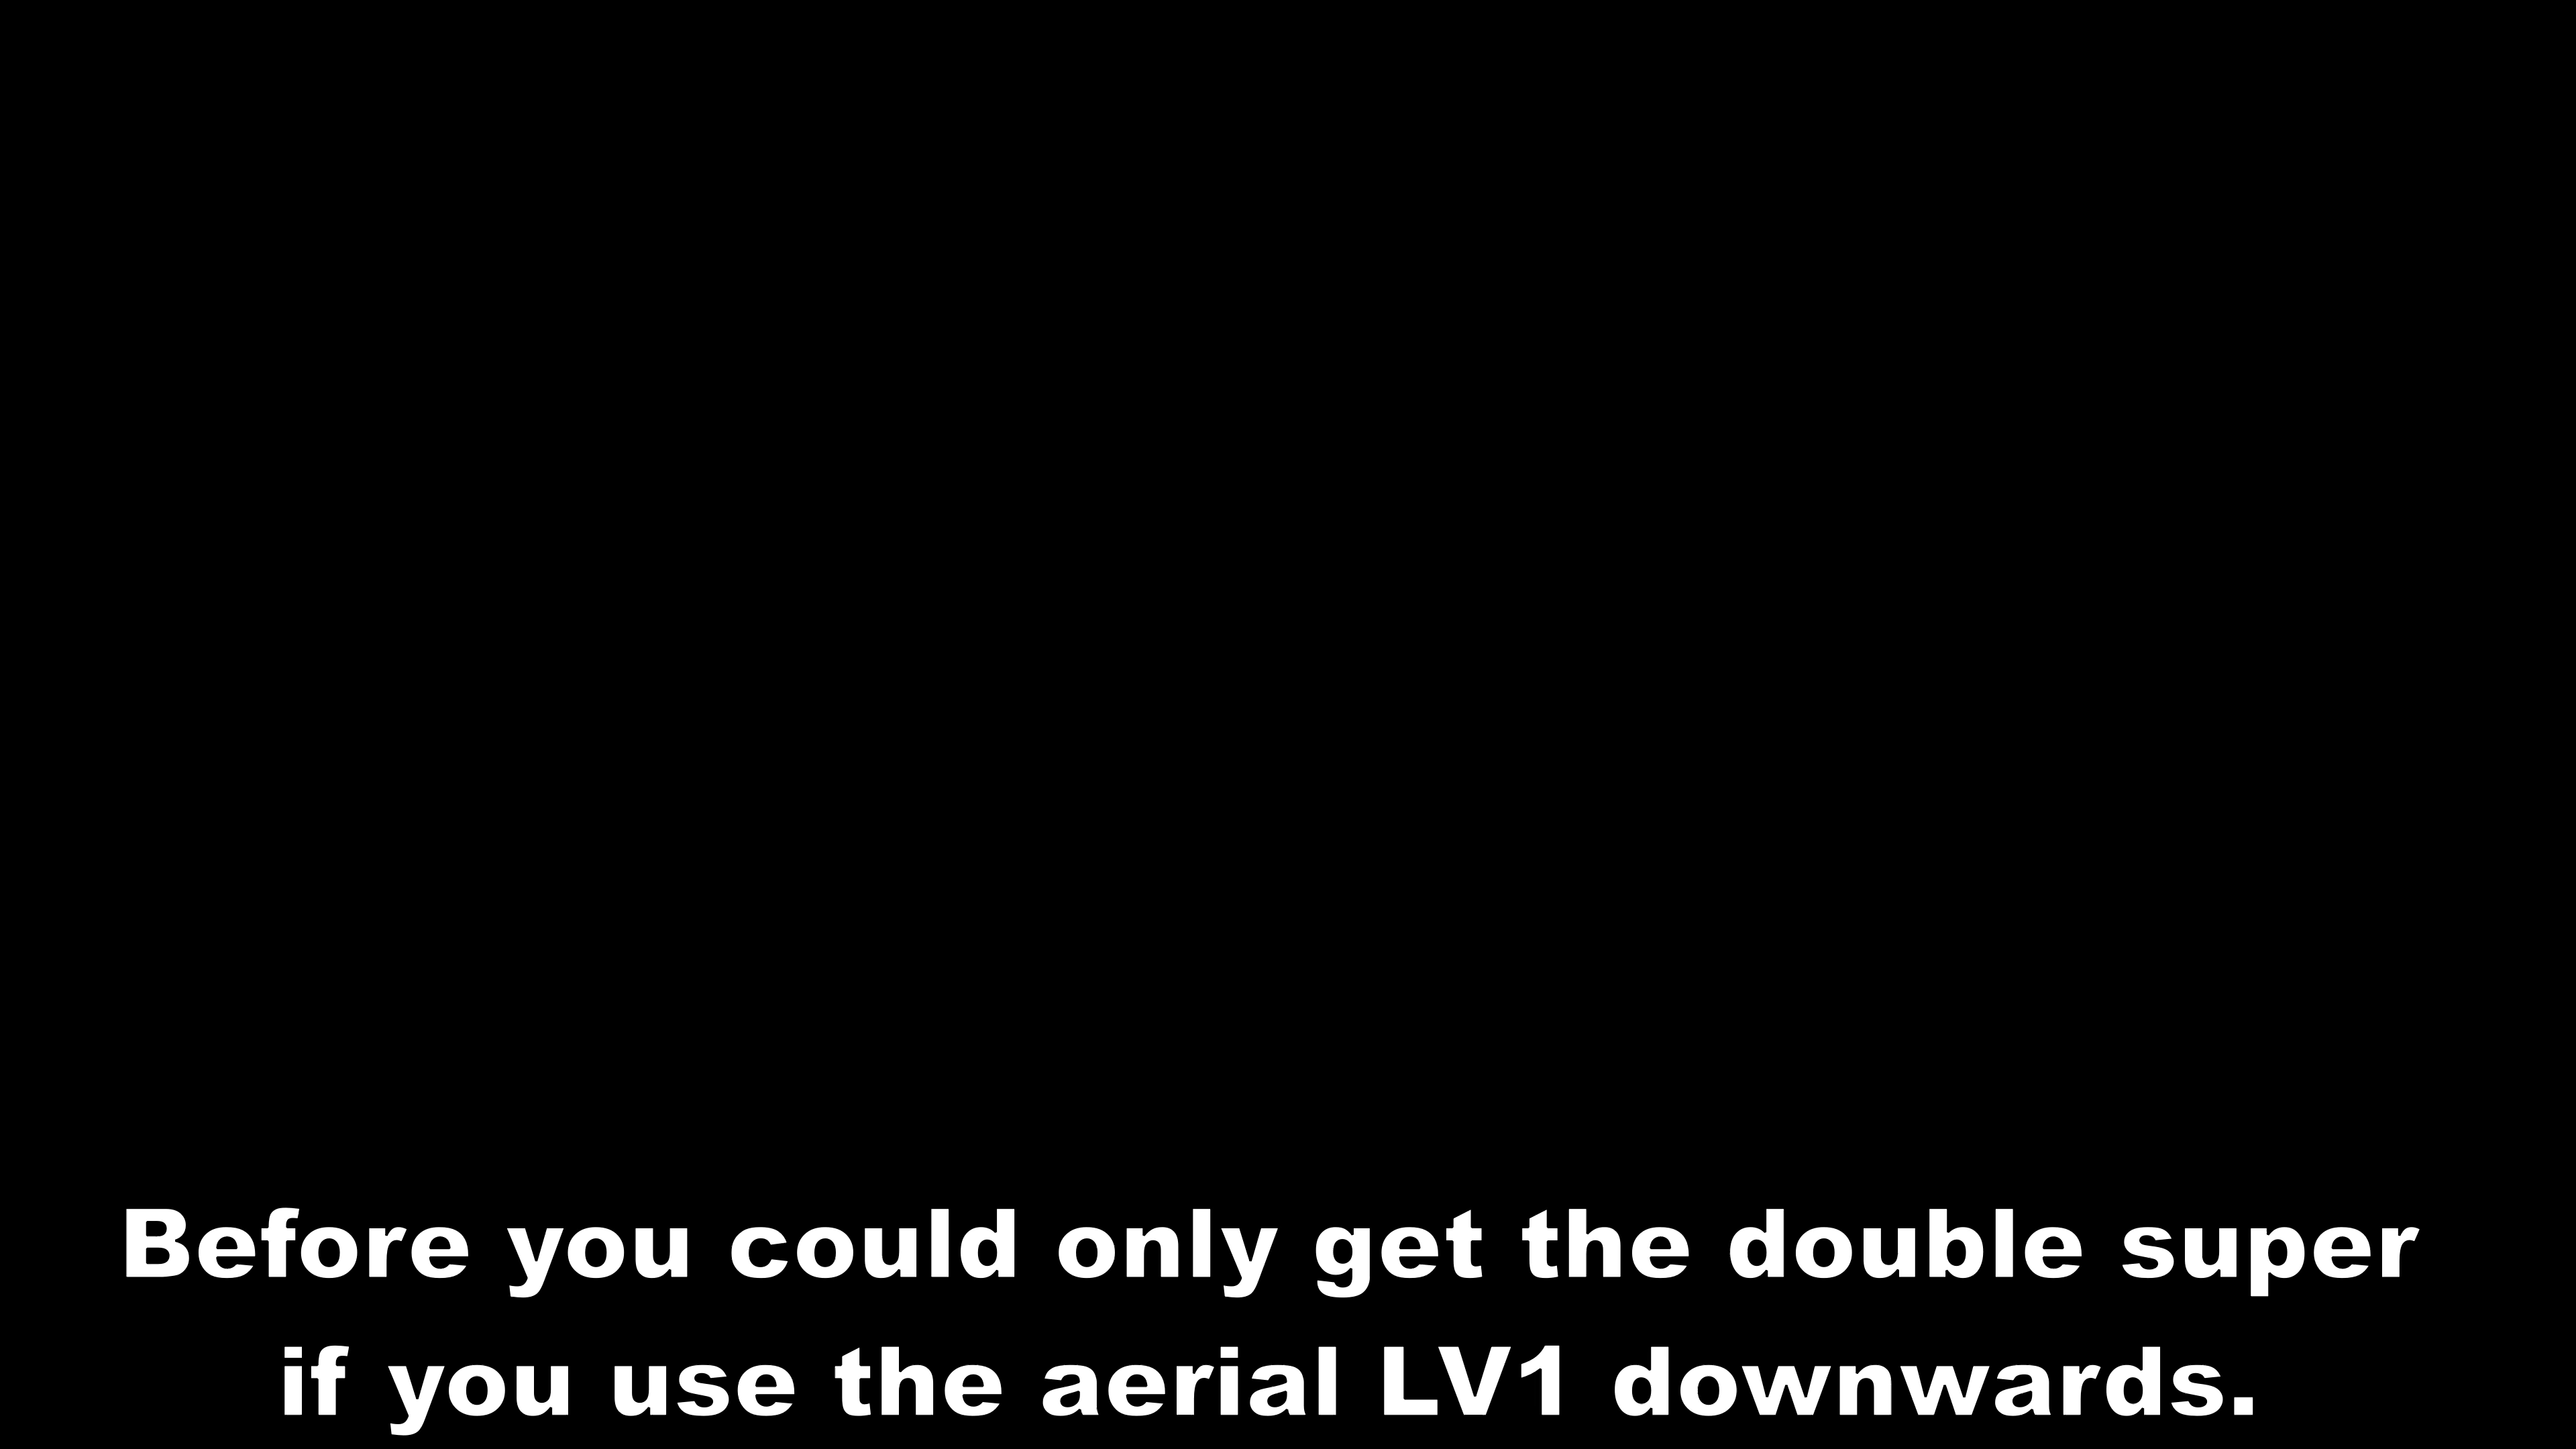 Before you could only get the double super
if you use the aerial LV1 downwards.